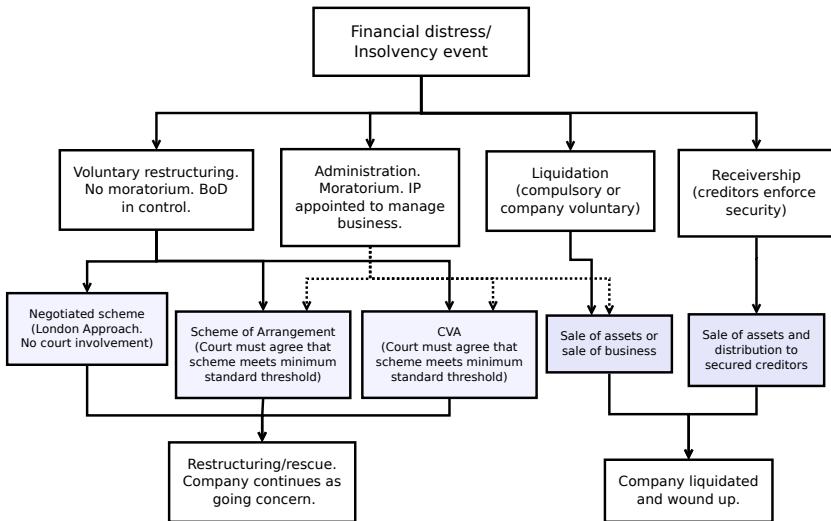 Financial distress/
Insolvency event
Voluntary restructuring.
No moratorium. BoD
in control.
Administration.
Moratorium. IP
appointed to manage
business.
Liquidation
(compulsory or
company voluntary)
Receivership
(creditors enforce
security)
Negotiated scheme
(London Approach.
No court involvement)
Scheme of Arrangement
(Court must agree that
scheme meets minimum
standard threshold)
CVA
(Court must agree that
scheme meets minimum
standard threshold)
Sale of assets or
sale of business
Sale of assets and
distribution to
secured creditors
Restructuring/rescue.
Company continues as
going concern.
Company liquidated
and wound up.